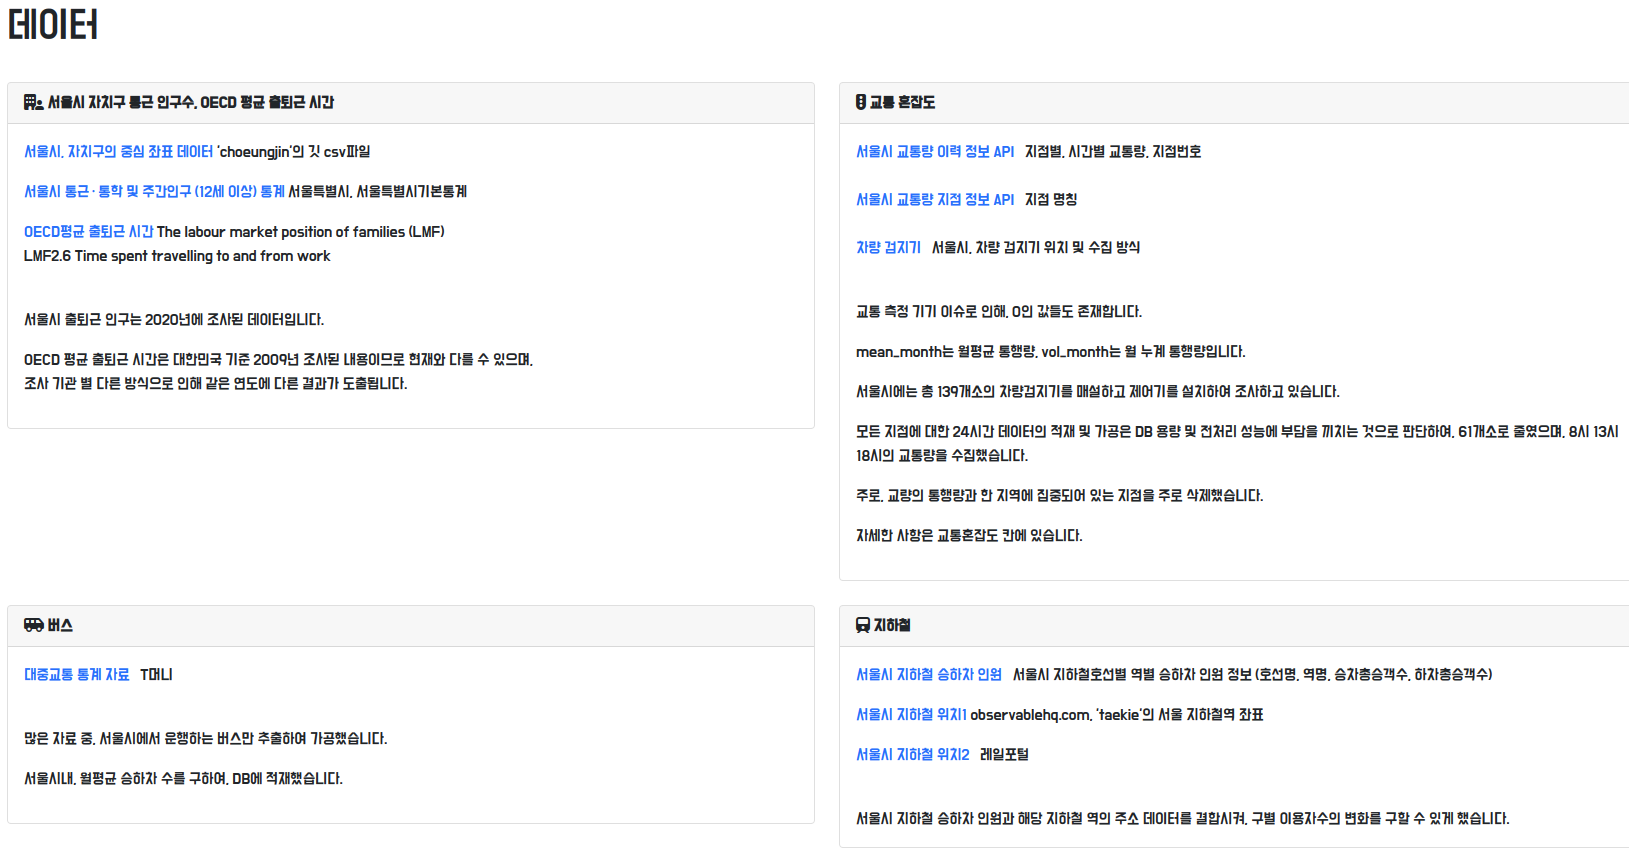 데이터
서울시 자치구 통근 인구수, OECD 평균 출퇴근 시간
서울시, 자치구의 중심 좌표 데이터 'choeungjin'의 깃 csv파일
서울시 통근·통학 및 주간인구 (12세 이상) 통계 서울특별시, 서울특별시기본통계
OECD평균 출퇴근 시간 The labour market position of families (LMF)
LMF2.6 Time spent travelling to and from work
서울시 출퇴근 인구는 2020년에 조사된 데이터입니다.
OECD 평균 출퇴근 시간은 대한민국 기준 2009년 조사된 내용이므로 현재와 다를 수 있으며,
조사 기관 별 다른 방식으로 인해 같은 연도에 다른 결과가 도출됩니다.
교통 혼잡도
서울시 교통량 이력 정보 API 지점별, 시간별 교통량, 지점번호
서울시 교통량 지점 정보 API 지점 명칭
차량 검지기 서울시, 차량 검지기 위치 및 수집 방식
교통 측정 기기 이슈로 인해, 0인 값들도 존재합니다.
mean_month는 월평균 통행량, vol_month는 월 누계 통행량입니다.
서울시에는 총 139개소의 차량검지기를 매설하고 제어기를 설치하여 조사하고 있습니다.
모든 지점에 대한 24시간 데이터의 적재 및 가공은 DB 용량 및 전처리 성능에 부담을 끼치는 것으로 판단하여, 61개소로 줄였으며, 8시 13시
18시의 교통량을 수집했습니다.
주로, 교량의 통행량과 한 지역에 집중되어 있는 지점을 주로 삭제했습니다.
자세한 사항은 교통혼잡도 칸에 있습니다.
버스
대중교통 통계 자료 T머니
많은 자료 중, 서울시에서 운행하는 버스만 추출하여 가공했습니다.
서울시내, 월평균 승하차 수를 구하여, DB에 적재했습니다.
지하철
서울시 지하철 승하차 인원 서울시 지하철호선별 역별 승하차 인원 정보 (호선명, 역명, 승차총승객수, 하차총승객수)
서울시 지하철 위치1 observablehq.com, 'taekie'의 서울 지하철역 좌표
서울시 지하철 위치2 레일포털
서울시 지하철 승하차 인원과 해당 지하철 역의 주소 데이터를 결합시켜, 구별 이용자수의 변화를 구할 수 있게 했습니다.